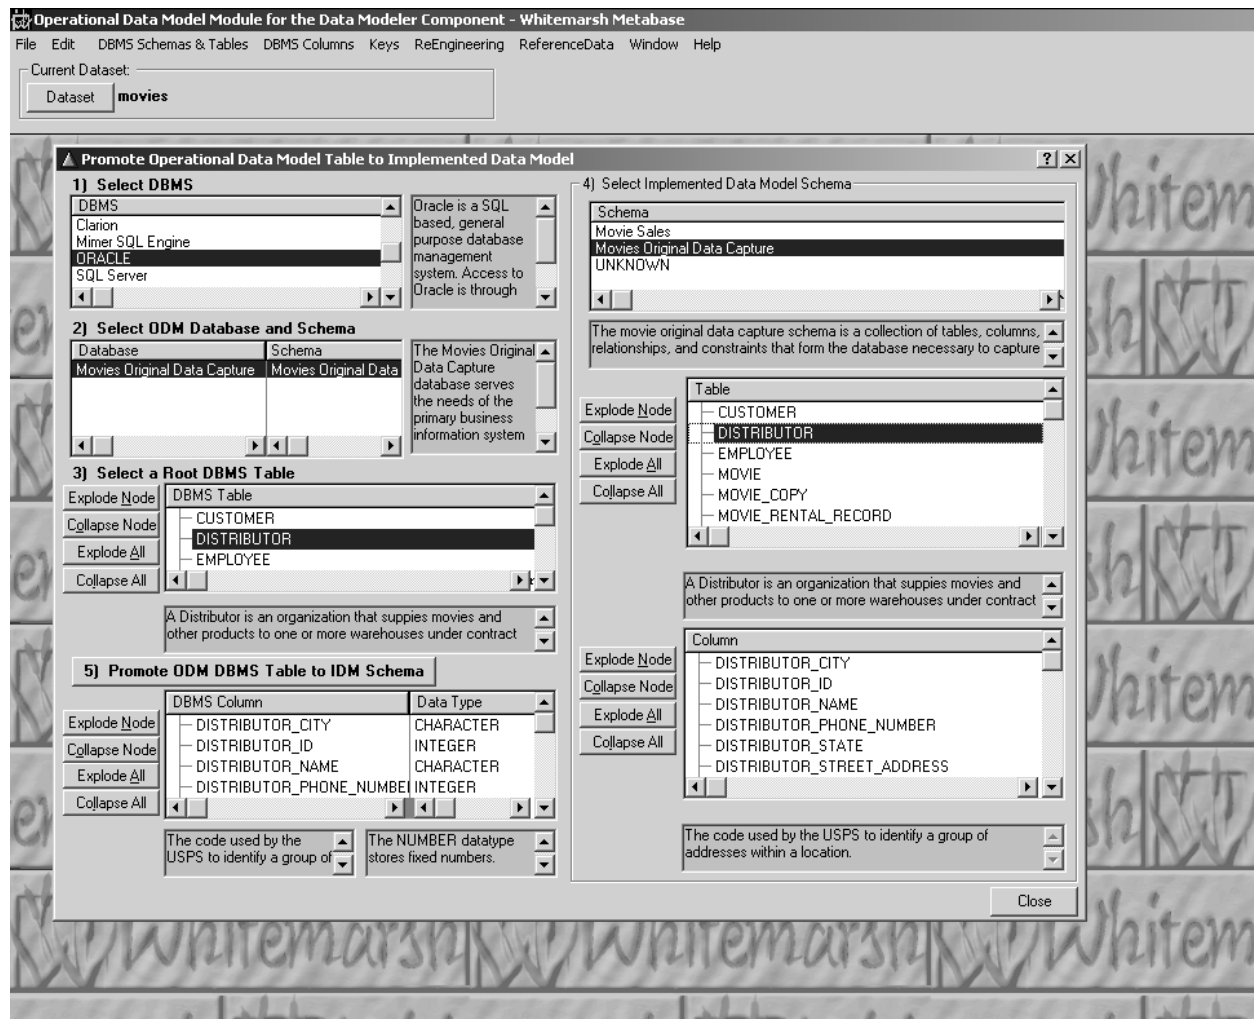 Operational Data Model Module for the Data Modeler Component - Whitemarsh Metabase
File Edit DBMS Schemas & Tables DBMS Columns Keys ReEngineering ReferenceData Window Help
Current Dataset:
Dataset movies
Promote Operational Data Model Table to Implemented Data Model
1) Select DBMS
DBMS
Clarion
Mimer SQL Engine
ORACLE
SQL Server
Oracle is a SQL
based, general
purpose database
management
system. Access to
Oracle is through
2) Select ODM Database and Schema
Database Schema
Movies Original Data Capture Movies Original Data
The Movies Original
Data Capture
database serves
the needs of the
primary business
information system
3) Select a Root DBMS Table
Explode Node
Collapse Node
Explode All
Collapse All
DBMS Table
CUSTOMER
DISTRIBUTOR
EMPLOYEE
A Distributor is an organization that suppies movies and
other products to one or more warehouses under contract
5) Promote ODM DBMS Table to IDM Schema
Explode Node
Collapse Node
Explode All
Collapse All
DBMS Column Data Type
DISTRIBUTOR_CITY CHARACTER
DISTRIBUTOR_ID INTEGER
DISTRIBUTOR_NAME CHARACTER
DISTRIBUTOR_PHONE_NUMBE INTEGER
The code used by the
USPS to identify a group of
The NUMBER datatype
stores fixed numbers.
4) Select Implemented Data Model Schema
Schema
Movie Sales
Movies Original Data Capture
UNKNOWN
The movie original data capture schema is a collection of tables, columns,
relationships, and constraints that form the database necessary to capture
Explode Node
Collapse Node
Explode All
Collapse All
Table
CUSTOMER
DISTRIBUTOR
EMPLOYEE
MOVIE
MOVIE_COPY
MOVIE_RENTAL_RECORD
A Distributor is an organization that suppies movies and
other products to one or more warehouses under contract
Explode Node
Collapse Node
Explode All
Collapse All
Column
DISTRIBUTOR_CITY
DISTRIBUTOR_ID
DISTRIBUTOR_NAME
DISTRIBUTOR_PHONE_NUMBER
DISTRIBUTOR_STATE
DISTRIBUTOR_STREET_ADDRESS
The code used by the USPS to identify a group of
addresses within a location.
Close
Whitemarsh